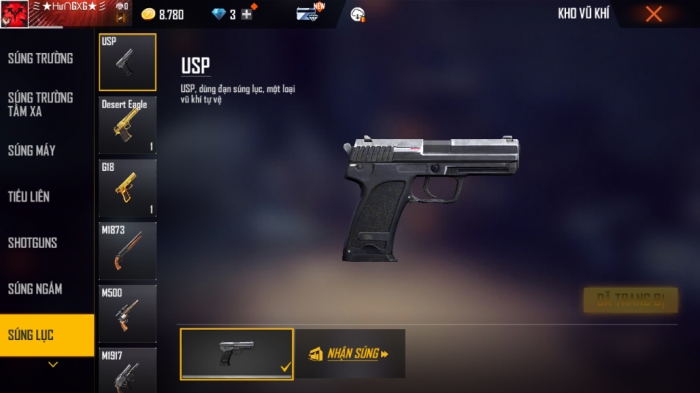 ★HưNGXG★
8.780
3
NEW
KHO VŨ KHÍ
SÚNG TRƯỜNG
SÚNG TRƯỜNG
TẦM XA
SÚNG MÁY
TIỂU LIÊN
SHOTGUNS
SÚNG NGẮM
SÚNG LỤC
USP
Desert Eagle
1
G18
1
M1873
M500
M1917
USP
USP, dùng đạn súng lục, một loại
vũ khí tự vệ
ĐÃ TRANG BỊ
NHẬN SÚNG